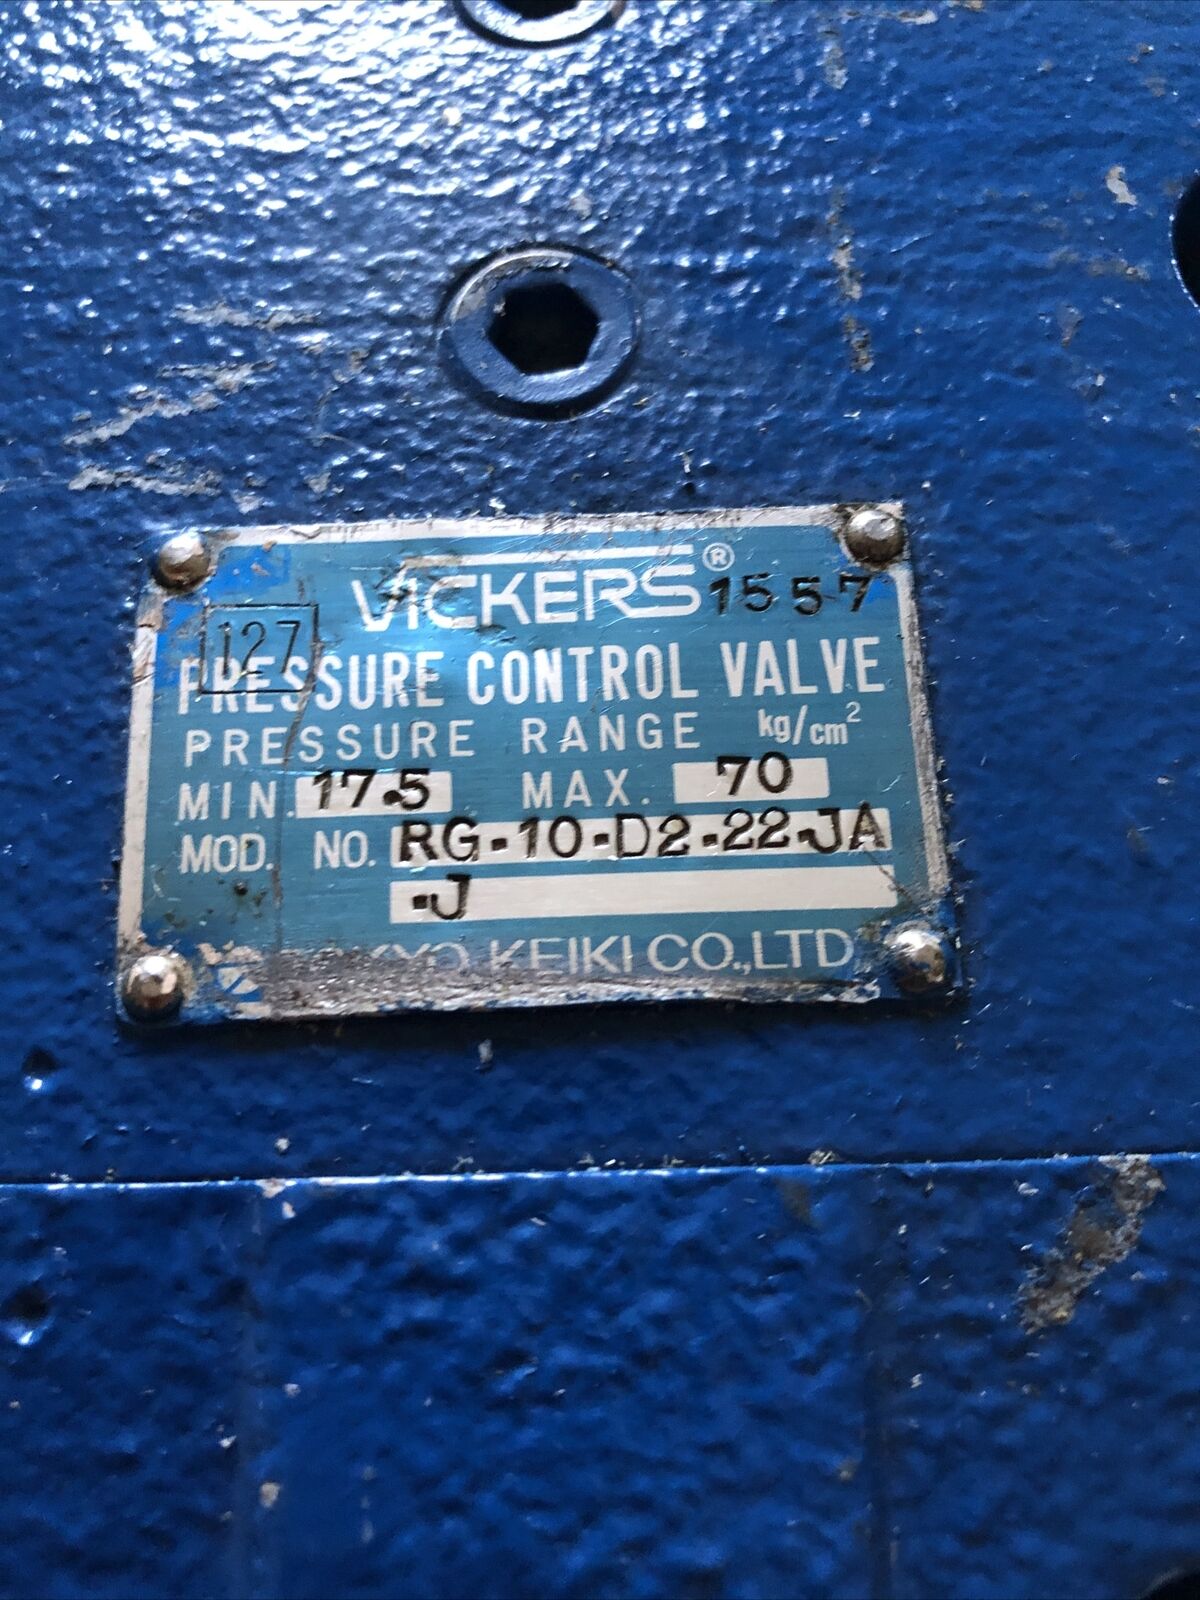 VICKERS® 1557
127
PRESSURE CONTROL VALVE
PRESSURE RANGE kg/cm²
MIN. 17.5 MAX. 70
MOD. NO. RG-10-D2-22-JA
-J
KEIKI CO.,LTD.